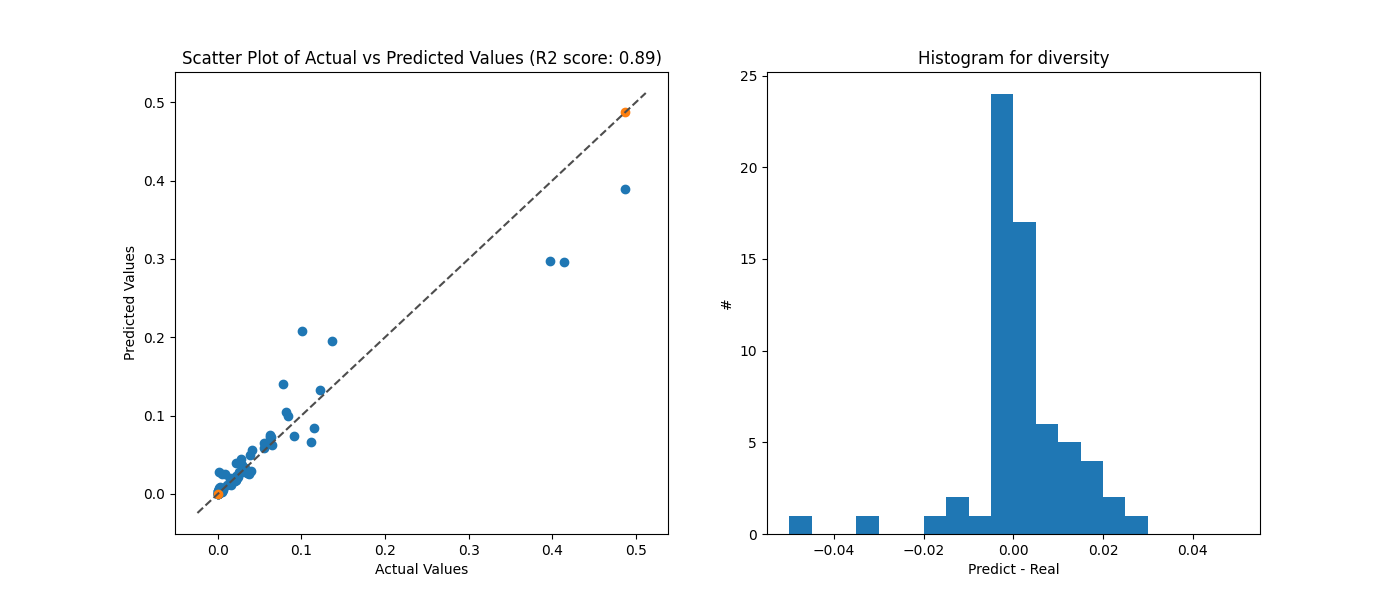 Scatter Plot of Actual vs Predicted Values (R2 score: 0.89)
0.5
0.4
0.3
0.2
0.1
0.0
Predicted Values
0.0 0.1 0.2 0.3 0.4 0.5
Actual Values
Histogram for diversity
25
20
15
10
5
0
#
−0.04 −0.02 0.00 0.02 0.04
Predict - Real